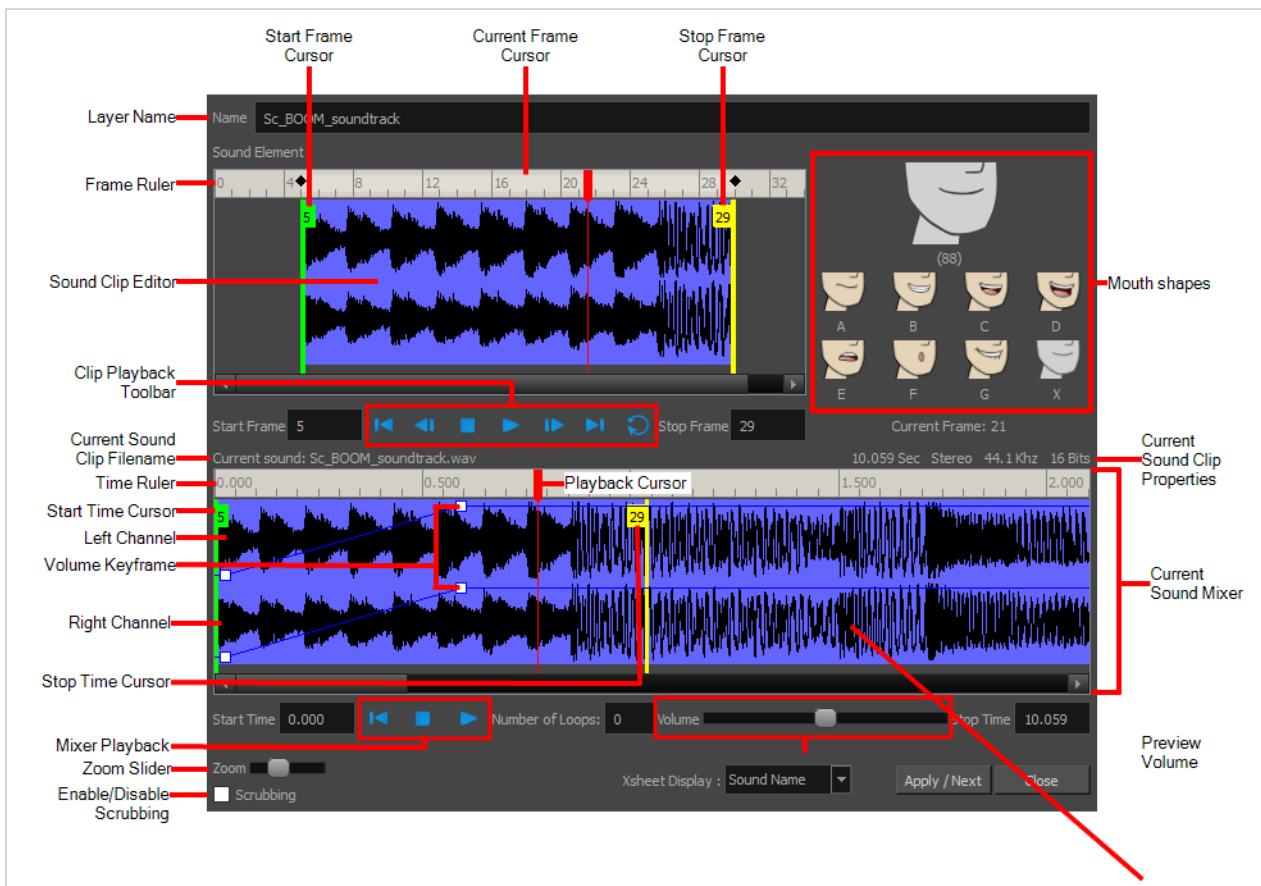 Start Frame
Cursor
Current Frame
Cursor
Stop Frame
Cursor
Layer Name
Name Sc_BOOM_soundtrack
Sound Element
Frame Ruler
0 4 8 12 16 20 24 28 32
5
29
Sound Clip Editor
(88)
A B C D
E F G X
Mouth shapes
Clip Playback
Toolbar
Start Frame 5
Stop Frame 29
Current Frame: 21
Current Sound
Clip Filename
Current sound: Sc_BOOM_soundtrack.wav
10.059 Sec Stereo 44.1 Khz 16 Bits
Current
Sound Clip
Properties
Time Ruler
0.000 0.500 1.500 2.000
Playback Cursor
Start Time Cursor
5
29
Left Channel
Volume Keyframe
Right Channel
Current
Sound Mixer
Stop Time Cursor
Start Time 0.000
Number of Loops: 0
Volume
Stop Time 10.059
Mixer Playback
Preview
Volume
Zoom Slider
Zoom
Enable/Disable
Scrubbing
Scrubbing
Xsheet Display : Sound Name
Apply / Next
Close